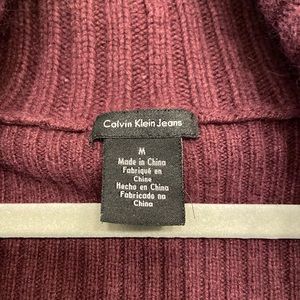 Calvin Klein Jeans
M
Made in China
Fabriqué en
Chine
Hecho en China
Fabricado na
China